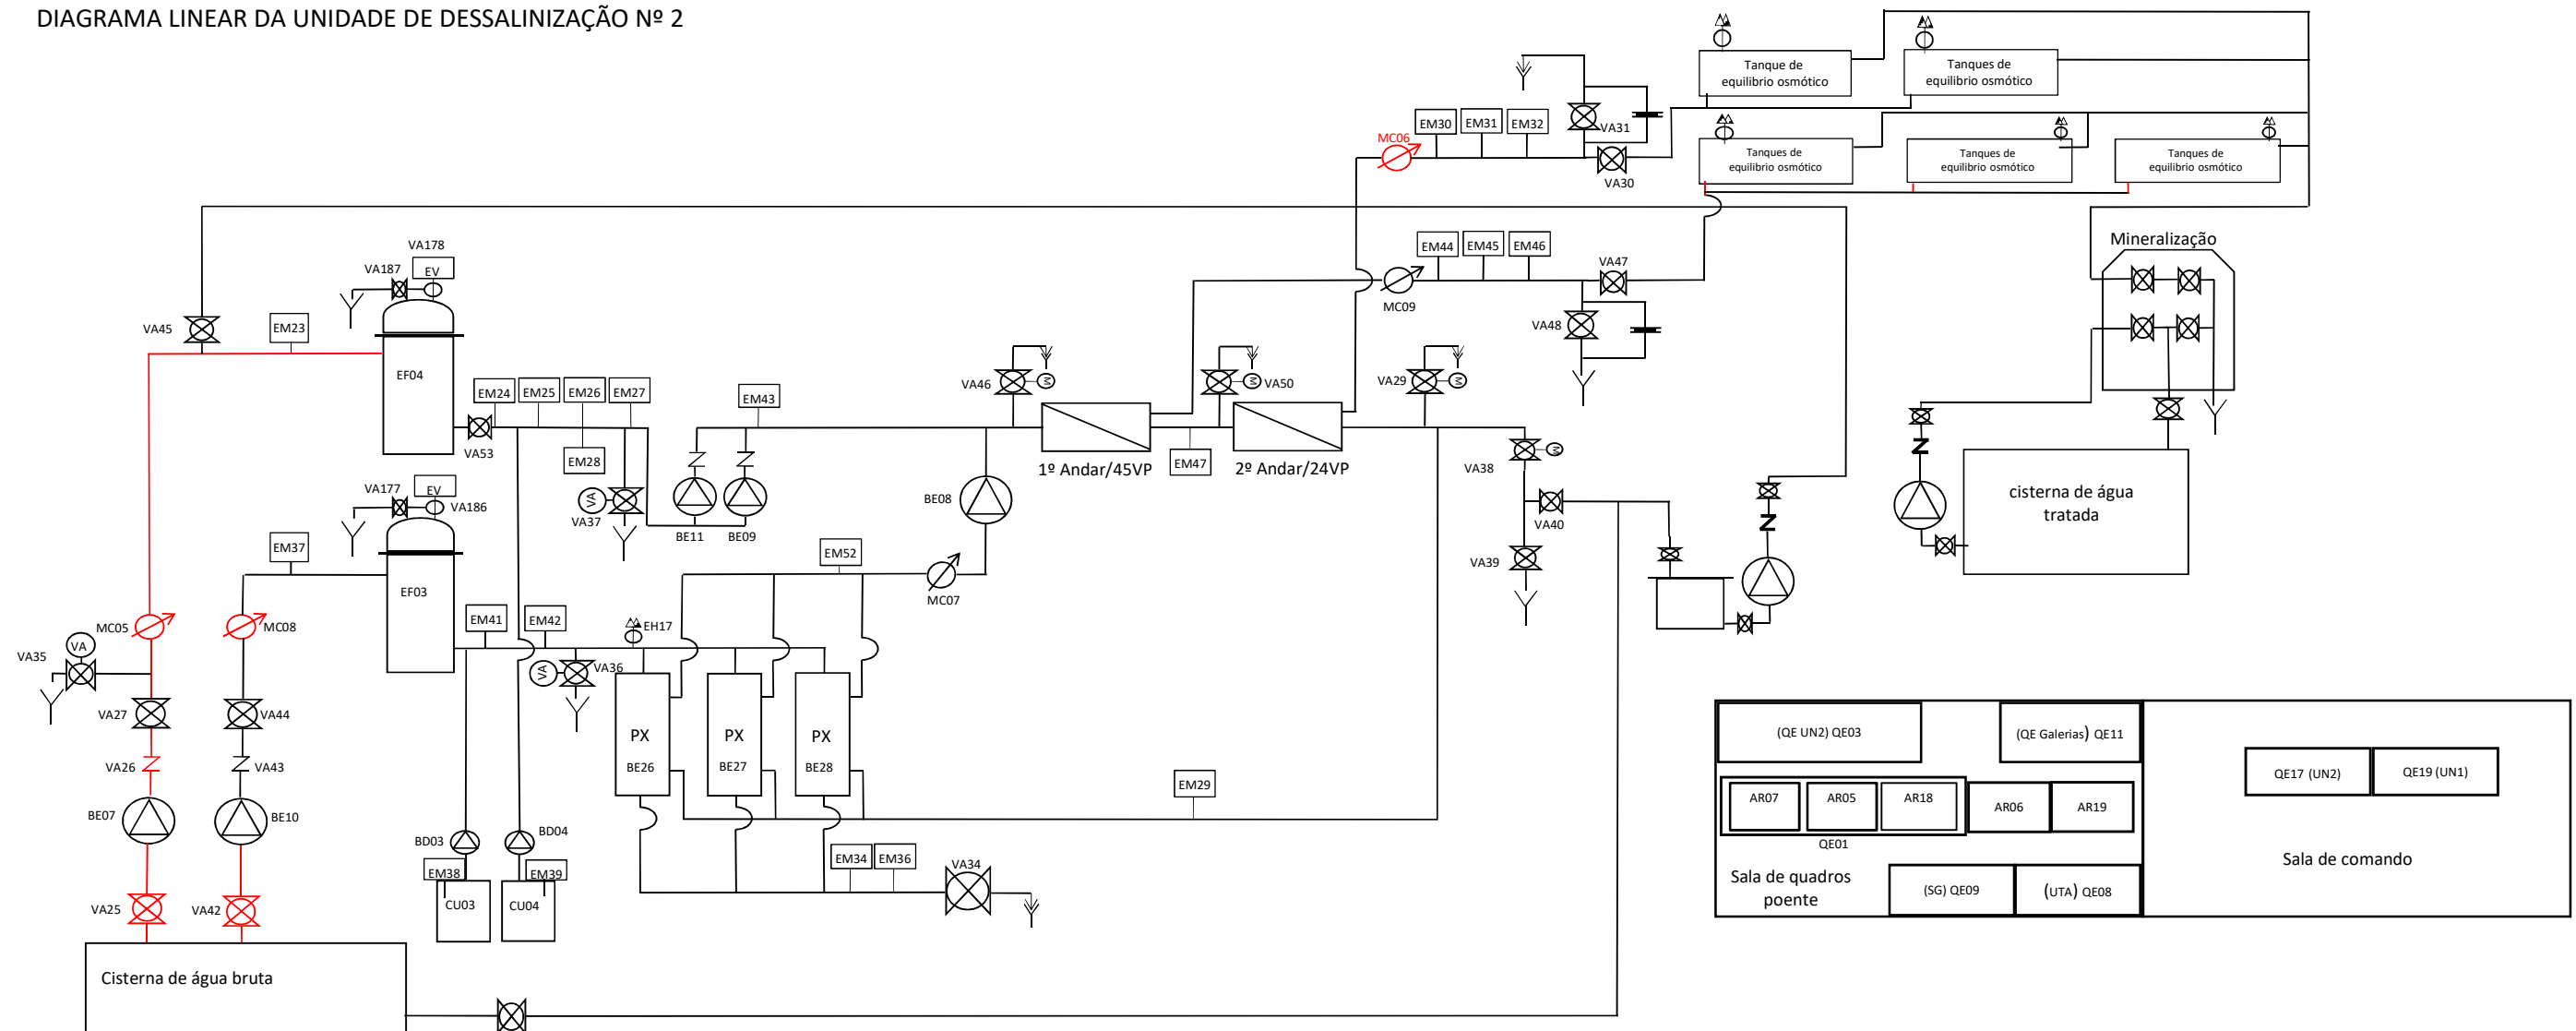 DIAGRAMA LINEAR DA UNIDADE DE DESSALINIZAÇÃO Nº 2
Tanque de
equilibrio osmótico
Tanques de
equilibrio osmótico
MC06
EM30
EM31
EM32
VA31
VA30
Tanques de
equilibrio osmótico
Tanques de
equilibrio osmótico
Tanques de
equilibrio osmótico
VA178
VA187
EV
VA45
EM23
EF04
EM44
EM45
EM46
VA47
MC09
VA48
Mineralização
EM24
EM25
EM26
EM27
EM28
VA53
EM43
VA46
M
M
VA50
VA29
M
1º Andar/45VP
EM47
2º Andar/24VP
VA38
M
VA177
EV
VA186
VA
VA37
BE11
BE09
BE08
VA40
VA39
cisterna de água
tratada
EM37
EF03
EM52
MC07
MC05
MC08
EM41
EM42
EH17
VA
VA35
VA
VA36
VA27
VA44
VA26
VA43
PX
BE26
PX
BE27
PX
BE28
EM29
BE07
BE10
BD03
BD04
EM38
EM39
CU03
CU04
EM34
EM36
VA34
VA25
VA42
Cisterna de água bruta
(QE UN2) QE03
(QE Galerias) QE11
AR07
AR05
AR18
AR06
AR19
QE01
Sala de quadros
poente
(SG) QE09
(UTA) QE08
QE17 (UN2)
QE19 (UN1)
Sala de comando